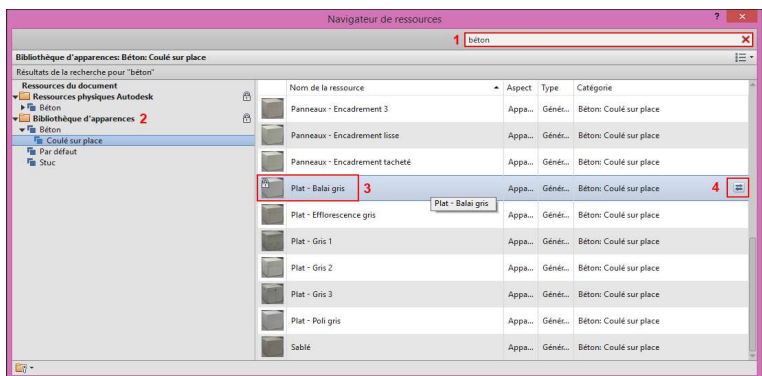 Navigateur de ressources
? ×
1 béton
Bibliothèque d'apparences: Béton: Coulé sur place
Résultats de la recherche pour "béton"
Ressources du document
Ressources physiques Autodesk
Béton
Bibliothèque d'apparences 2
Béton
Coulé sur place
Par défaut
Stuc
Nom de la ressource Aspect Type Catégorie
Panneaux - Encadrement 3 Appa... Génér... Béton: Coulé sur place
Panneaux - Encadrement lisse Appa... Génér... Béton: Coulé sur place
Panneaux - Encadrement tacheté Appa... Génér... Béton: Coulé sur place
Plat - Balai gris 3 Appa... Génér... Béton: Coulé sur place 4
Plat - Balai gris
Plat - Efflorescence gris Appa... Génér... Béton: Coulé sur place
Plat - Gris 1 Appa... Génér... Béton: Coulé sur place
Plat - Gris 2 Appa... Génér... Béton: Coulé sur place
Plat - Gris 3 Appa... Génér... Béton: Coulé sur place
Plat - Poli gris Appa... Génér... Béton: Coulé sur place
Sablé Appa... Génér... Béton: Coulé sur place